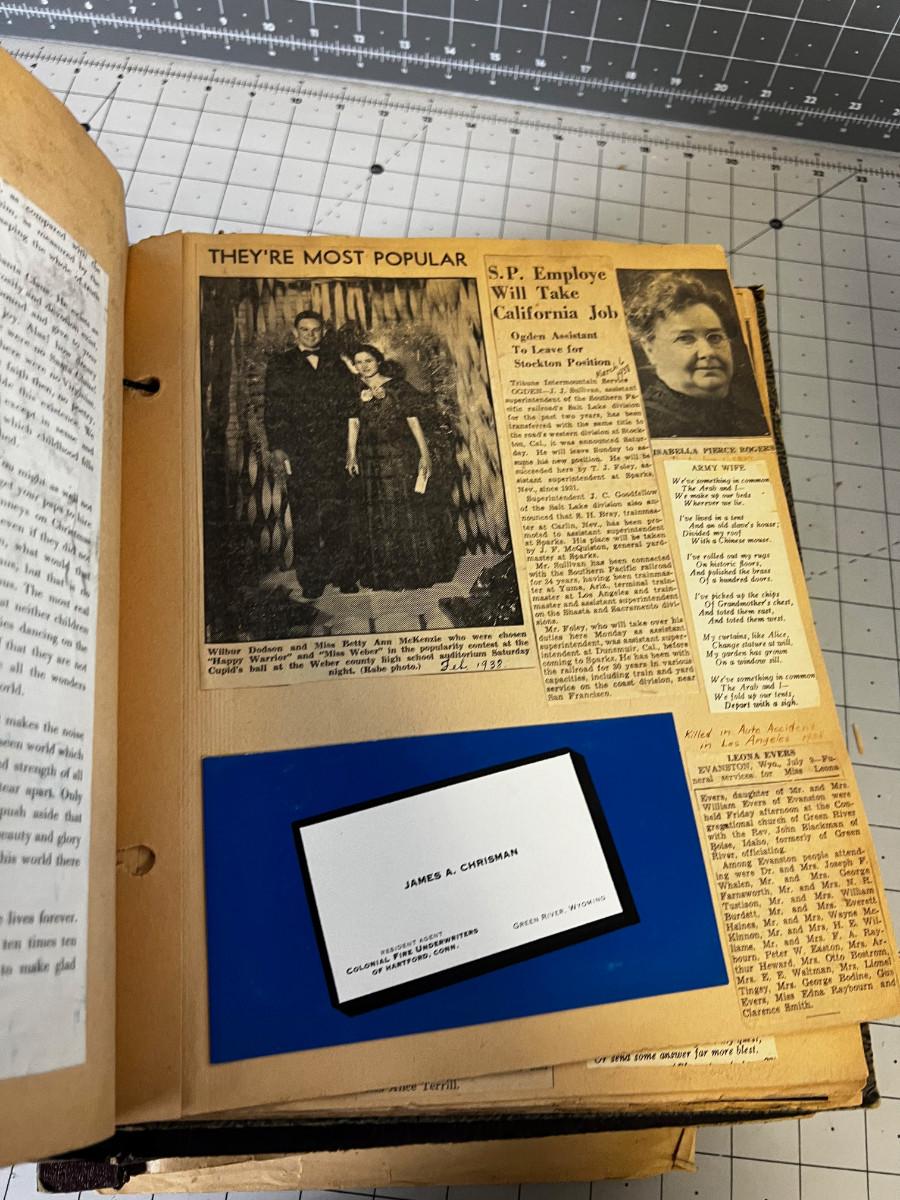 THEY'RE MOST POPULAR
Wilbur Dodson and Miss Betty Ann McKenzie who were chosen
"Happy Warrior" and "Miss Weber" in the popularity contest at the
Cupid's ball at the Weber county high school auditorium Saturday
night. (Rabe photo.) Feb. 1938
S.P. Employe
Will Take
California Job
Ogden Assistant
To Leave for
Stockton Position
March 6
1938
Tribune Intermountain Service
OGDEN—J. J. Sullivan, assistant
superintendent of the Southern Pa-
cific railroad's Salt Lake division
for the past two years, has been
transferred with the same title to
the road's western division at Stock-
ton, Cal., it was announced Satur-
day. He will leave Sunday to as-
sume his new position. He will be
succeeded here by T. J. Foley, as-
sistant superintendent at Sparks,
Nev., since 1931.
Superintendent J. C. Goodfellow
of the Salt Lake division also an-
nounced that R. H. Bray, trainmas-
ter at Carlin, Nev., has been pro-
moted to assistant superintendent
at Sparks. His place will be taken
by J. F. McQuiston, general yard-
master at Sparks.
Mr. Sullivan has been connected
with the Southern Pacific railroad
for 24 years, having been trainmas-
ter at Yuma, Ariz., terminal train-
master at Los Angeles and train-
master and assistant superintendent
on the Shasta and Sacramento divi-
sions.
Mr. Foley, who will take over his
duties here Monday as assistant
superintendent, was assistant super-
intendent at Dunsmuir, Cal., before
coming to Sparks. He has been with
the railroad for 30 years in various
capacities, including train and yard
service on the coast division, near
San Francisco.
ISABELLA PIERCE ROGERS
ARMY WIFE
We've something in common
The Arab and I—
We make up our beds
Wherever we lie.
I've lived in a tent
And an old slave's house;
Divided my roof
With a Chinese mouse.
I've rolled out my rugs
On historic floors,
And polished the brass
Of a hundred doors.
I've picked up the chips
Of Grandmother's chest,
And toted them east,
And toted them west.
My curtains, like Alice,
Change stature at will,
My garden has grown
On a window sill.
We've something in common
The Arab and I—
We fold up our tents,
Depart with a sigh.
Killed in Auto Accident
in Los Angeles
LEONA EVERS
EVANSTON, Wyo., July 9—Fu-
neral services for Miss Leona
Evers, daughter of Mr. and Mrs.
William Evers of Evanston were
held Friday afternoon at the Con-
gregational church of Green River
with the Rev. John Blackman of
Boise, Idaho, formerly of Green
River, officiating.
Among Evanston people attend-
ing were Dr. and Mrs. Joseph F.
Whalen, Mr. and Mrs. George
Farnsworth, Mr. and Mrs. N. R.
Tustison, Mr. and Mrs. William
Burdett, Mr. and Mrs. Everett
Haines, Mr. and Mrs. Wayne Mc-
Kinnon, Mr. and Mrs. H. E. Wil-
liams, Mr. and Mrs. F. A. Ray-
bourn, Peter W. Easton, Mrs. Ar-
thur Heward, Mrs. Otto Bostrom,
Mrs. E. E. Waltman, Mrs. Lionel
Tingey, Mrs. George Bodine, Gus
Evers, Miss Edna Raybourn and
Clarence Smith.
JAMES A. CHRISMAN
RESIDENT AGENT
COLONIAL FIRE UNDERWRITERS
OF HARTFORD, CONN.
GREEN RIVER, WYOMING
Or send some answer far more blest.
Alice Terrill.